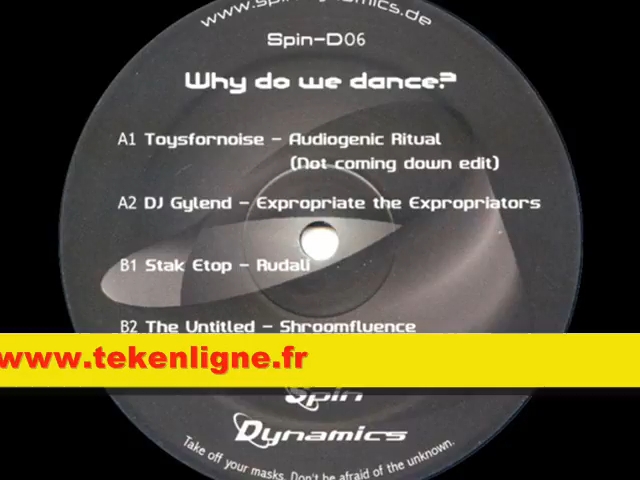 Spin-D06
Why do we dance?
A1 Toysfornoise - Audiogenic Ritual
(Not coming down edit)
A2 DJ Gylend - Expropriate the Expropriators
B1 Stak Etop - Rudali
B2 The Untitled - Shroomfluence
www.tekenligne.fr
Spin
Dynamics
Take off your masks. Don't be afraid of the unknown.